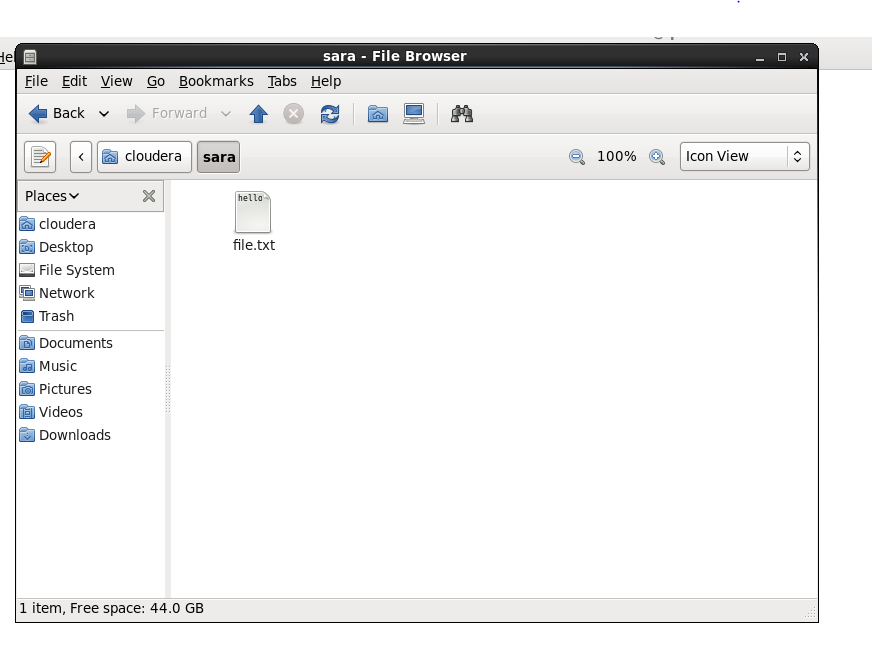 He
sara - File Browser
File Edit View Go Bookmarks Tabs Help
Back Forward
cloudera sara 100% Icon View
Places
cloudera
Desktop
File System
Network
Trash
Documents
Music
Pictures
Videos
Downloads
hello
file.txt
1 item, Free space: 44.0 GB